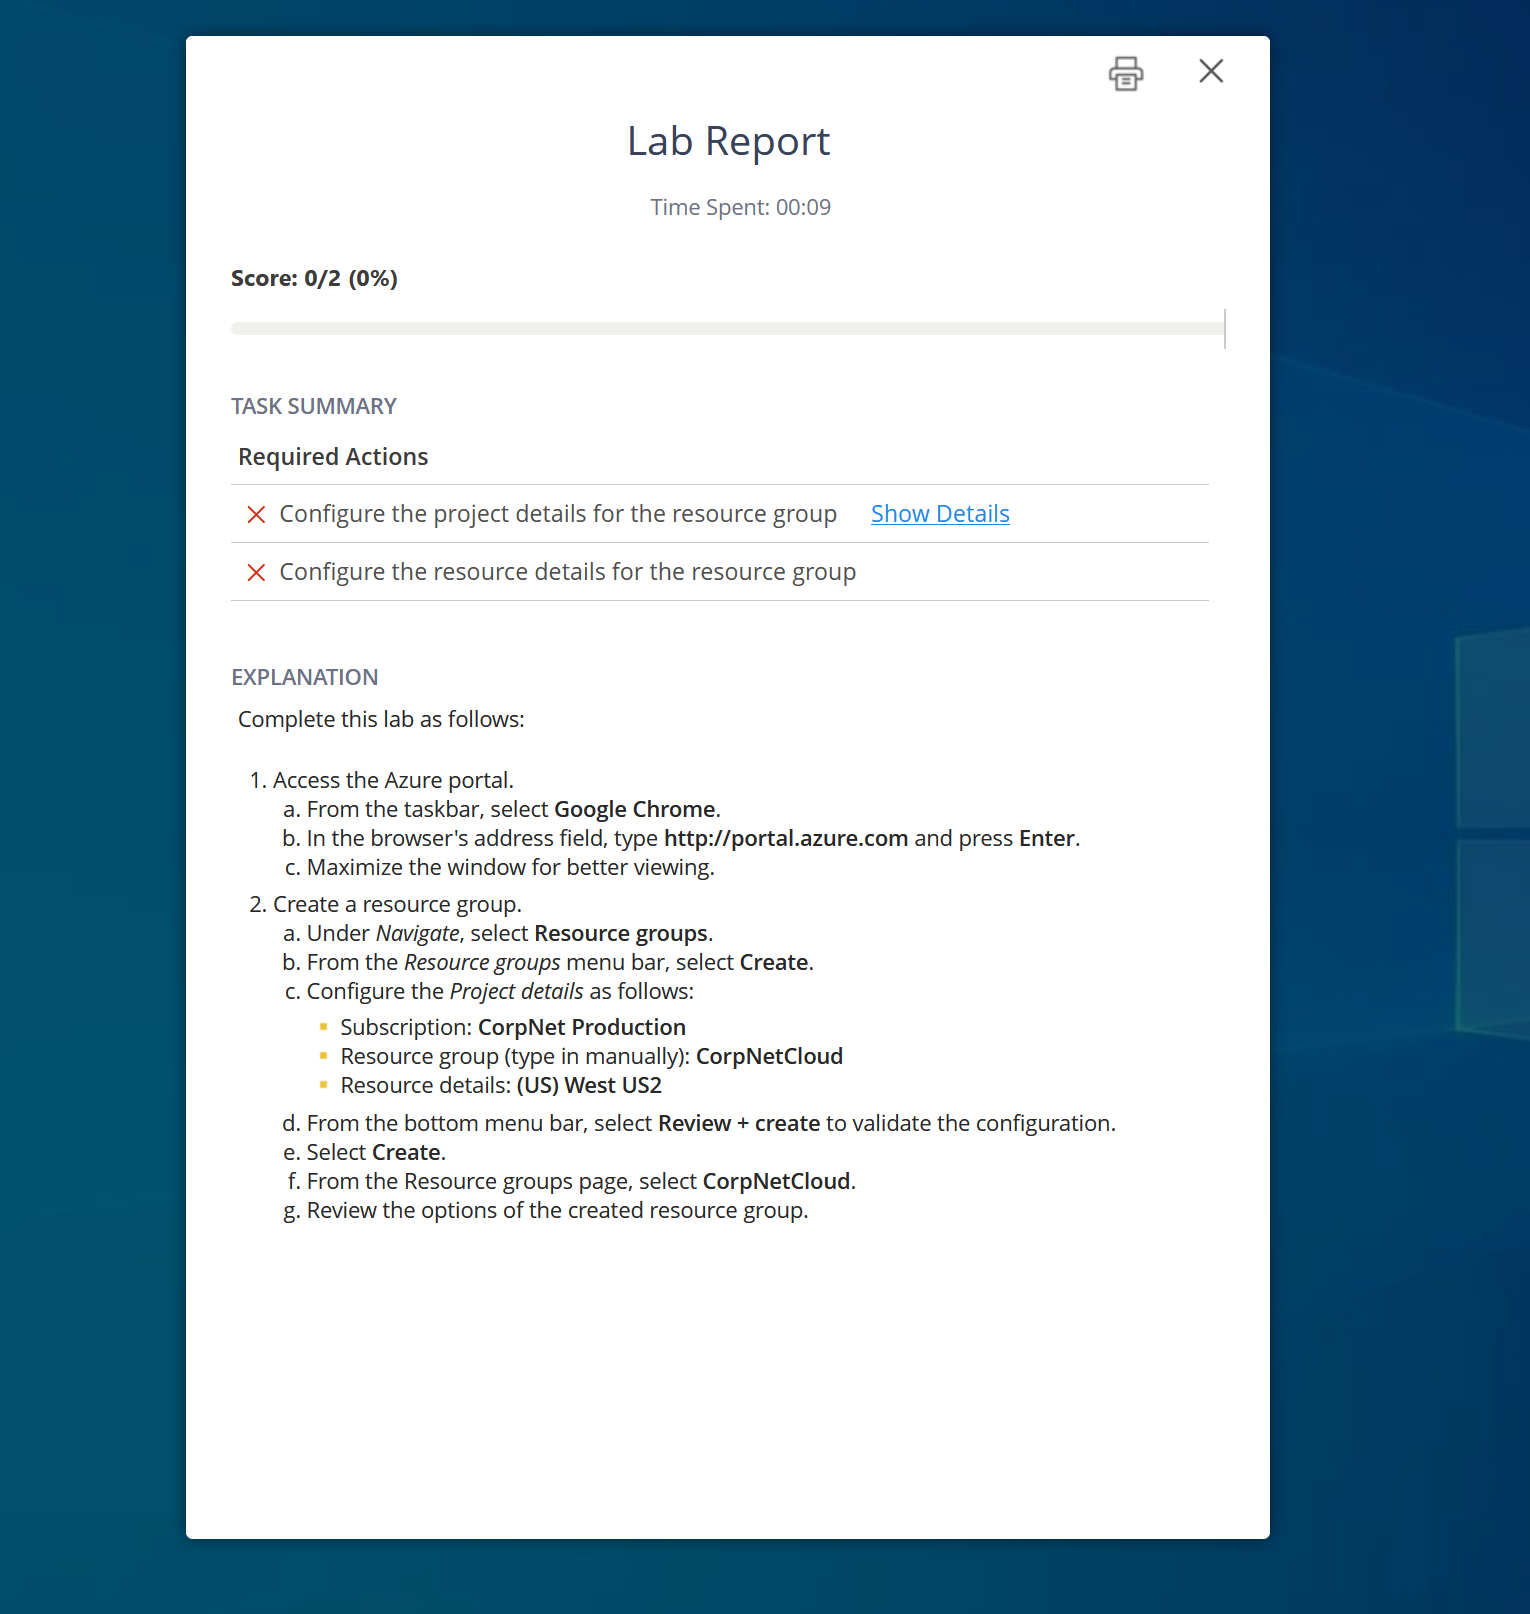 Lab Report
Time Spent: 00:09
Score: 0/2 (0%)
TASK SUMMARY
Required Actions
Configure the project details for the resource group Show Details
Configure the resource details for the resource group
EXPLANATION
Complete this lab as follows:
1. Access the Azure portal.
a. From the taskbar, select Google Chrome.
b. In the browser's address field, type http://portal.azure.com and press Enter.
c. Maximize the window for better viewing.
2. Create a resource group.
a. Under Navigate, select Resource groups.
b. From the Resource groups menu bar, select Create.
c. Configure the Project details as follows:
Subscription: CorpNet Production
Resource group (type in manually): CorpNetCloud
Resource details: (US) West US2
d. From the bottom menu bar, select Review + create to validate the configuration.
e. Select Create.
f. From the Resource groups page, select CorpNetCloud.
g. Review the options of the created resource group.